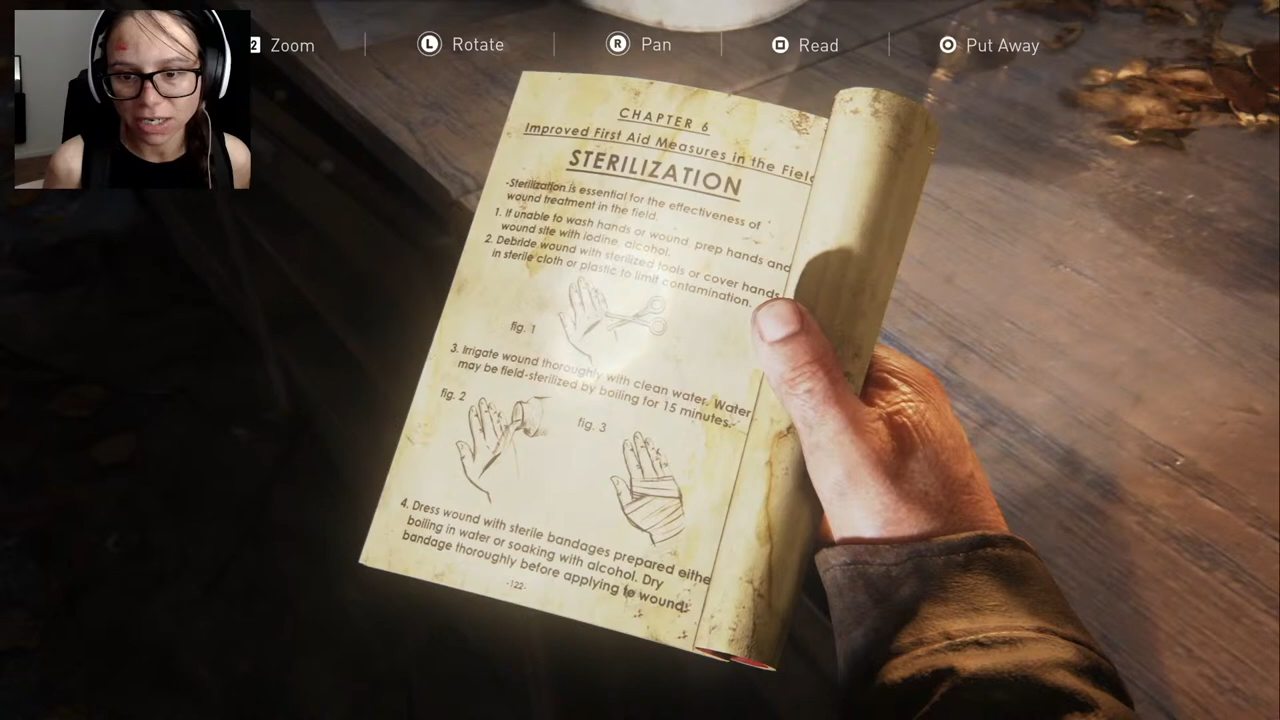 2 Zoom
L Rotate
R Pan
Read
Put Away
CHAPTER 6
Improved First Aid Measures in the Field
STERILIZATION
-Sterilization is essential for the effectiveness of
wound treatment in the field.
1. If unable to wash hands or wound, prep hands and
wound site with iodine, alcohol.
2. Debride wound with sterilized tools or cover hands
in sterile cloth or plastic to limit contamination.
fig. 1
3. Irrigate wound thoroughly with clean water. Water
may be field-sterilized by boiling for 15 minutes.
fig. 2
fig. 3
4. Dress wound with sterile bandages prepared eithe
boiling in water or soaking with alcohol. Dry
bandage thoroughly before applying to wound.
-122-